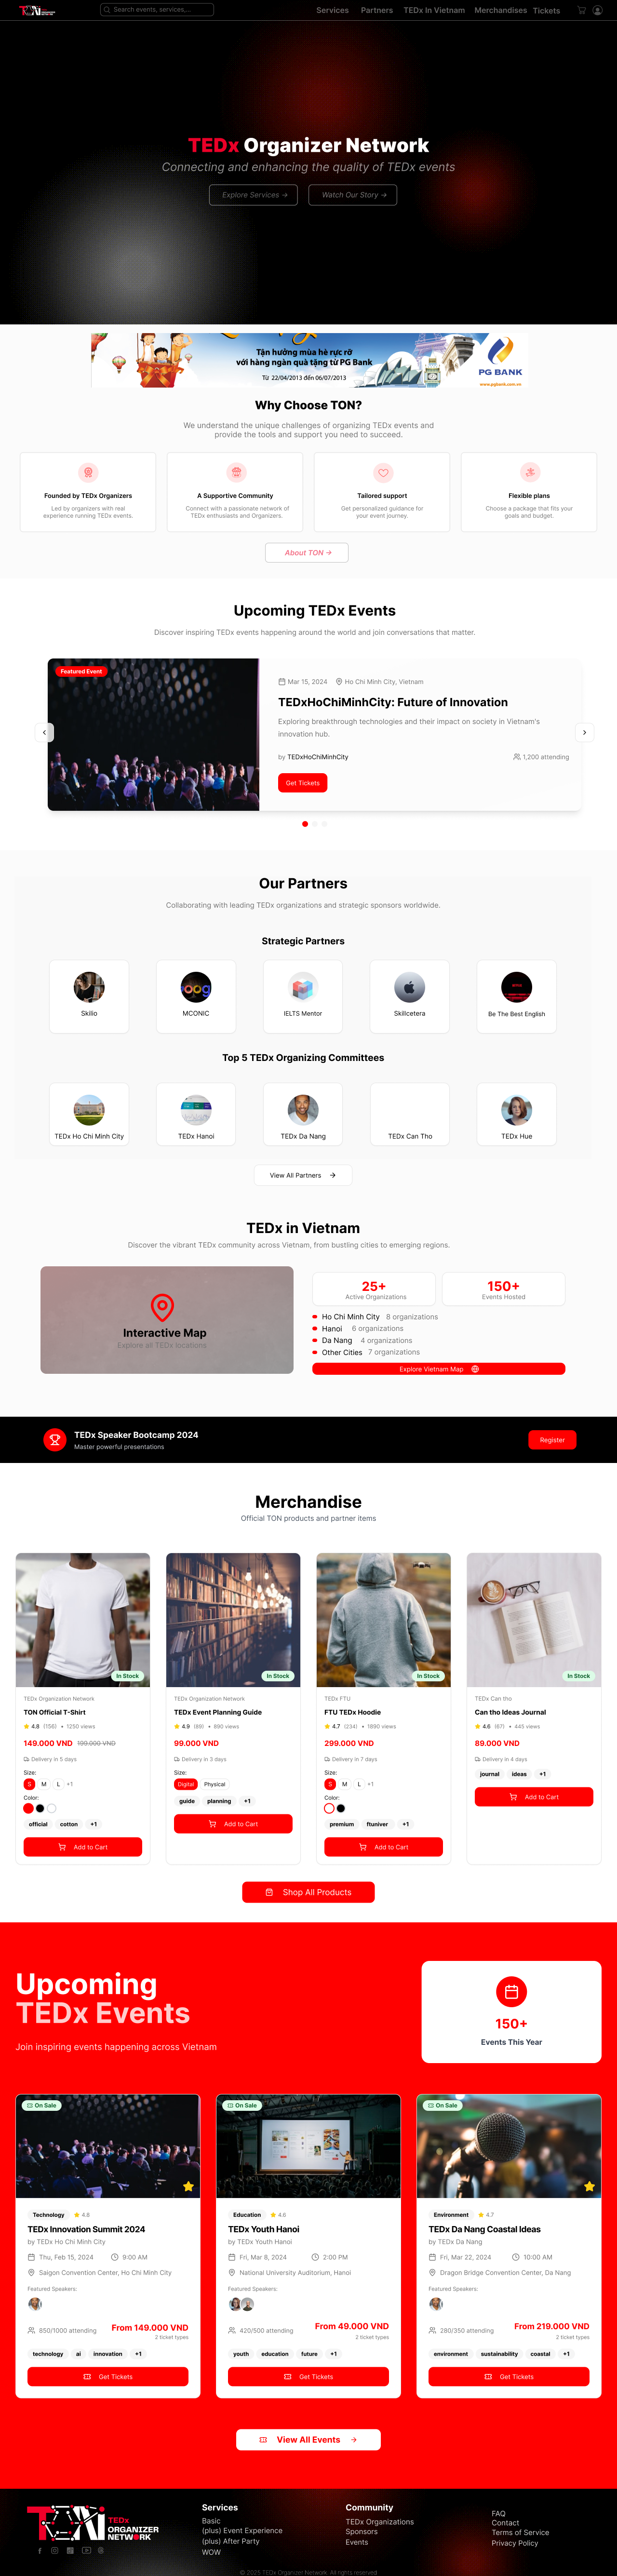 TON
ORGANIZER
NETWORK
Search events, services,...
Services
Partners
TEDx In Vietnam
Merchandises
Tickets
TEDx Organizer Network
Connecting and enhancing the quality of TEDx events
Explore Services →
Watch Our Story →
Tận hưởng mùa hè rực rỡ
với hàng ngàn quà tặng từ PG Bank
Từ 22/04/2013 đến 06/07/2013
PG BANK
www.pgbank.com.vn
Why Choose TON?
We understand the unique challenges of organizing TEDx events and
provide the tools and support you need to succeed.
Founded by TEDx Organizers
Led by organizers with real
experience running TEDx events.
A Supportive Community
Connect with a passionate network of
TEDx enthusiasts and Organizers.
Tailored support
Get personalized guidance for
your event journey.
Flexible plans
Choose a package that fits your
goals and budget.
About TON →
Upcoming TEDx Events
Discover inspiring TEDx events happening around the world and join conversations that matter.
Featured Event
Mar 15, 2024
Ho Chi Minh City, Vietnam
TEDxHoChiMinhCity: Future of Innovation
Exploring breakthrough technologies and their impact on society in Vietnam's
innovation hub.
by TEDxHoChiMinhCity
1,200 attending
Get Tickets
Our Partners
Collaborating with leading TEDx organizations and strategic sponsors worldwide.
Strategic Partners
Skilio
MCONIC
IELTS Mentor
Skillcetera
Be The Best English
Top 5 TEDx Organizing Committees
TEDx Ho Chi Minh City
TEDx Hanoi
TEDx Da Nang
TEDx Can Tho
TEDx Hue
View All Partners →
TEDx in Vietnam
Discover the vibrant TEDx community across Vietnam, from bustling cities to emerging regions.
Interactive Map
Explore all TEDx locations
25+
Active Organizations
150+
Events Hosted
Ho Chi Minh City 8 organizations
Hanoi 6 organizations
Da Nang 4 organizations
Other Cities 7 organizations
Explore Vietnam Map
TEDx Speaker Bootcamp 2024
Master powerful presentations
Register
Merchandise
Official TON products and partner items
In Stock
TEDx Organization Network
TON Official T-Shirt
4.8 (156) • 1250 views
149.000 VND 199.000 VND
Delivery in 5 days
Size:
S M L +1
Color:
official cotton +1
Add to Cart
In Stock
TEDx Organization Network
TEDx Event Planning Guide
4.9 (89) • 890 views
99.000 VND
Delivery in 3 days
Size:
Digital Physical
guide planning +1
Add to Cart
In Stock
TEDx FTU
FTU TEDx Hoodie
4.7 (234) • 1890 views
299.000 VND
Delivery in 7 days
Size:
S M L +1
Color:
premium ftuniver +1
Add to Cart
In Stock
TEDx Can tho
Can tho Ideas Journal
4.6 (67) • 445 views
89.000 VND
Delivery in 4 days
journal ideas +1
Add to Cart
Shop All Products
Upcoming
TEDx Events
Join inspiring events happening across Vietnam
150+
Events This Year
On Sale
Technology 4.8
TEDx Innovation Summit 2024
by TEDx Ho Chi Minh City
Thu, Feb 15, 2024
9:00 AM
Saigon Convention Center, Ho Chi Minh City
Featured Speakers:
850/1000 attending
From 149.000 VND
2 ticket types
technology ai innovation +1
Get Tickets
On Sale
Education 4.6
TEDx Youth Hanoi
by TEDx Youth Hanoi
Fri, Mar 8, 2024
2:00 PM
National University Auditorium, Hanoi
Featured Speakers:
420/500 attending
From 49.000 VND
2 ticket types
youth education future +1
Get Tickets
On Sale
Environment 4.7
TEDx Da Nang Coastal Ideas
by TEDx Da Nang
Fri, Mar 22, 2024
10:00 AM
Dragon Bridge Convention Center, Da Nang
Featured Speakers:
280/350 attending
From 219.000 VND
2 ticket types
environment sustainability coastal +1
Get Tickets
View All Events →
TON
TEDx
ORGANIZER
NETWORK
Services
Basic
(plus) Event Experience
(plus) After Party
WOW
Community
TEDx Organizations
Sponsors
Events
FAQ
Contact
Terms of Service
Privacy Policy
© 2025 TEDx Organizer Network. All rights reserved